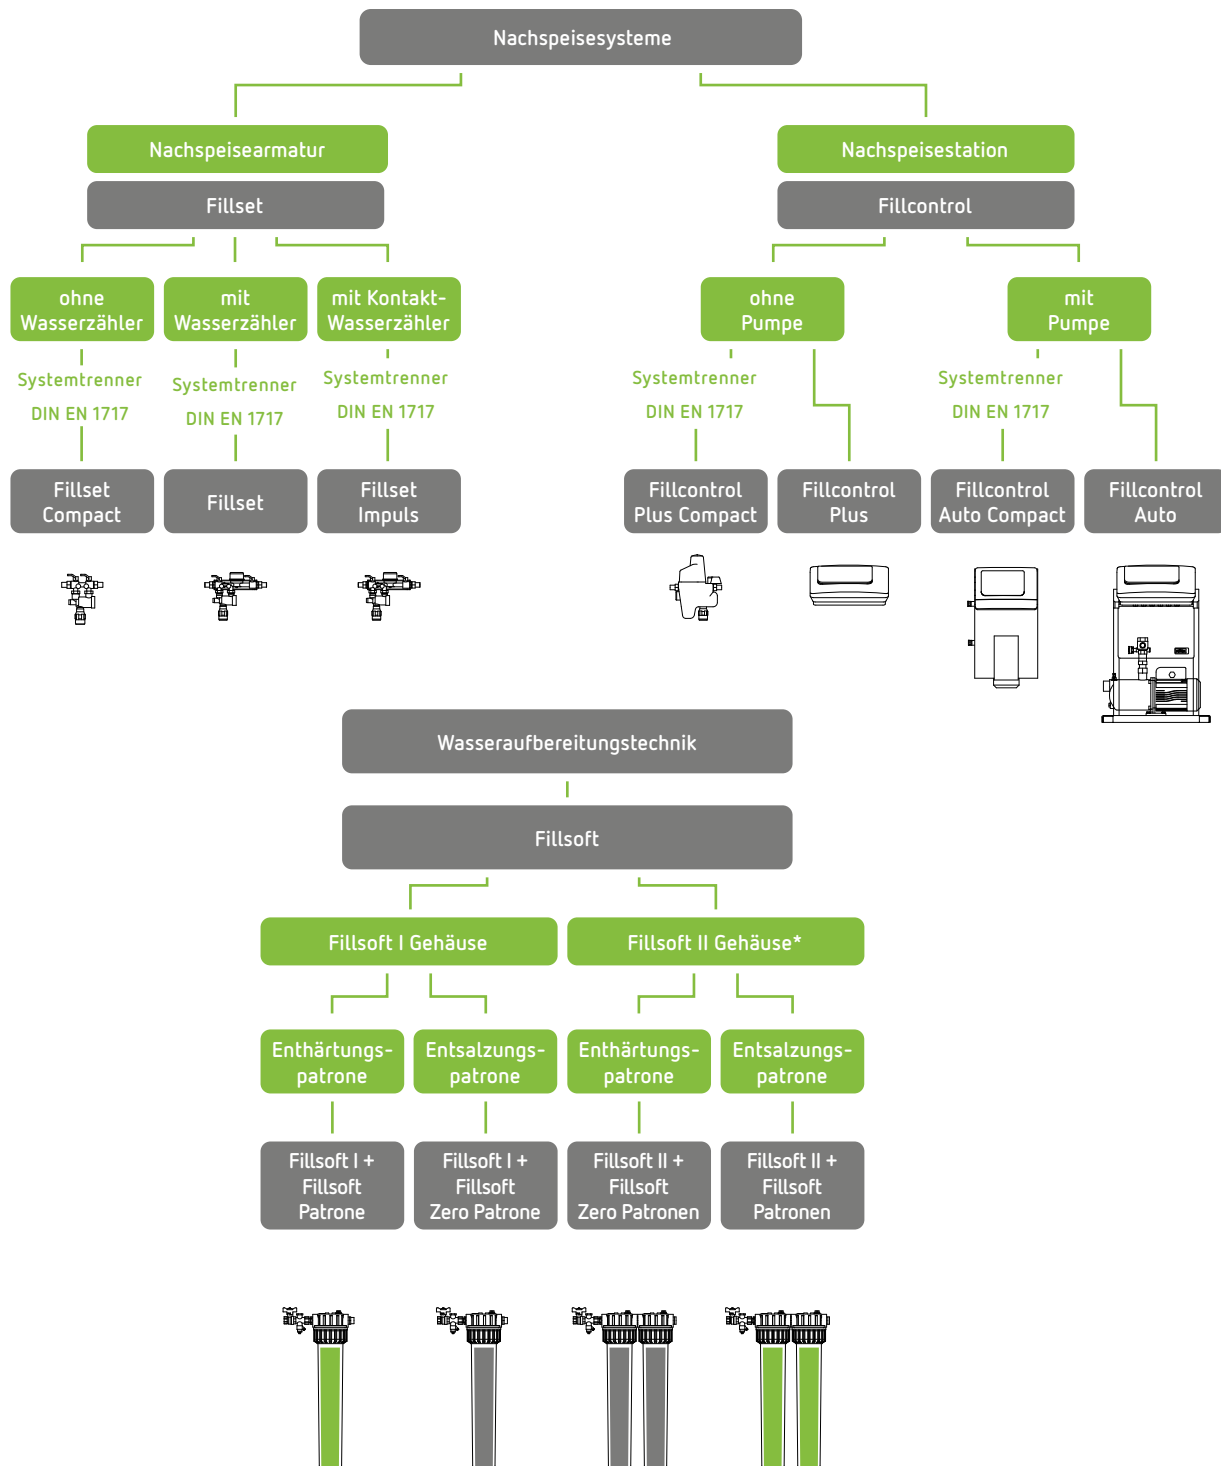 Nachspeisesysteme
Nachspeisearmatur
Nachspeisestation
Fillset
Fillcontrol
ohne
Wasserzähler
mit
Wasserzähler
mit Kontakt-
Wasserzähler
ohne
Pumpe
mit
Pumpe
Systemtrenner
DIN EN 1717
Systemtrenner
DIN EN 1717
Systemtrenner
DIN EN 1717
Systemtrenner
DIN EN 1717
Systemtrenner
DIN EN 1717
Fillset
Compact
Fillset
Fillset
Impuls
Fillcontrol
Plus Compact
Fillcontrol
Plus
Fillcontrol
Auto Compact
Fillcontrol
Auto
Wasseraufbereitungstechnik
Fillsoft
Fillsoft I Gehäuse
Fillsoft II Gehäuse*
Enthärtungs-
patrone
Entsalzungs-
patrone
Enthärtungs-
patrone
Entsalzungs-
patrone
Fillsoft I +
Fillsoft
Patrone
Fillsoft I +
Fillsoft
Zero Patrone
Fillsoft II +
Fillsoft
Zero Patronen
Fillsoft II +
Fillsoft
Patronen